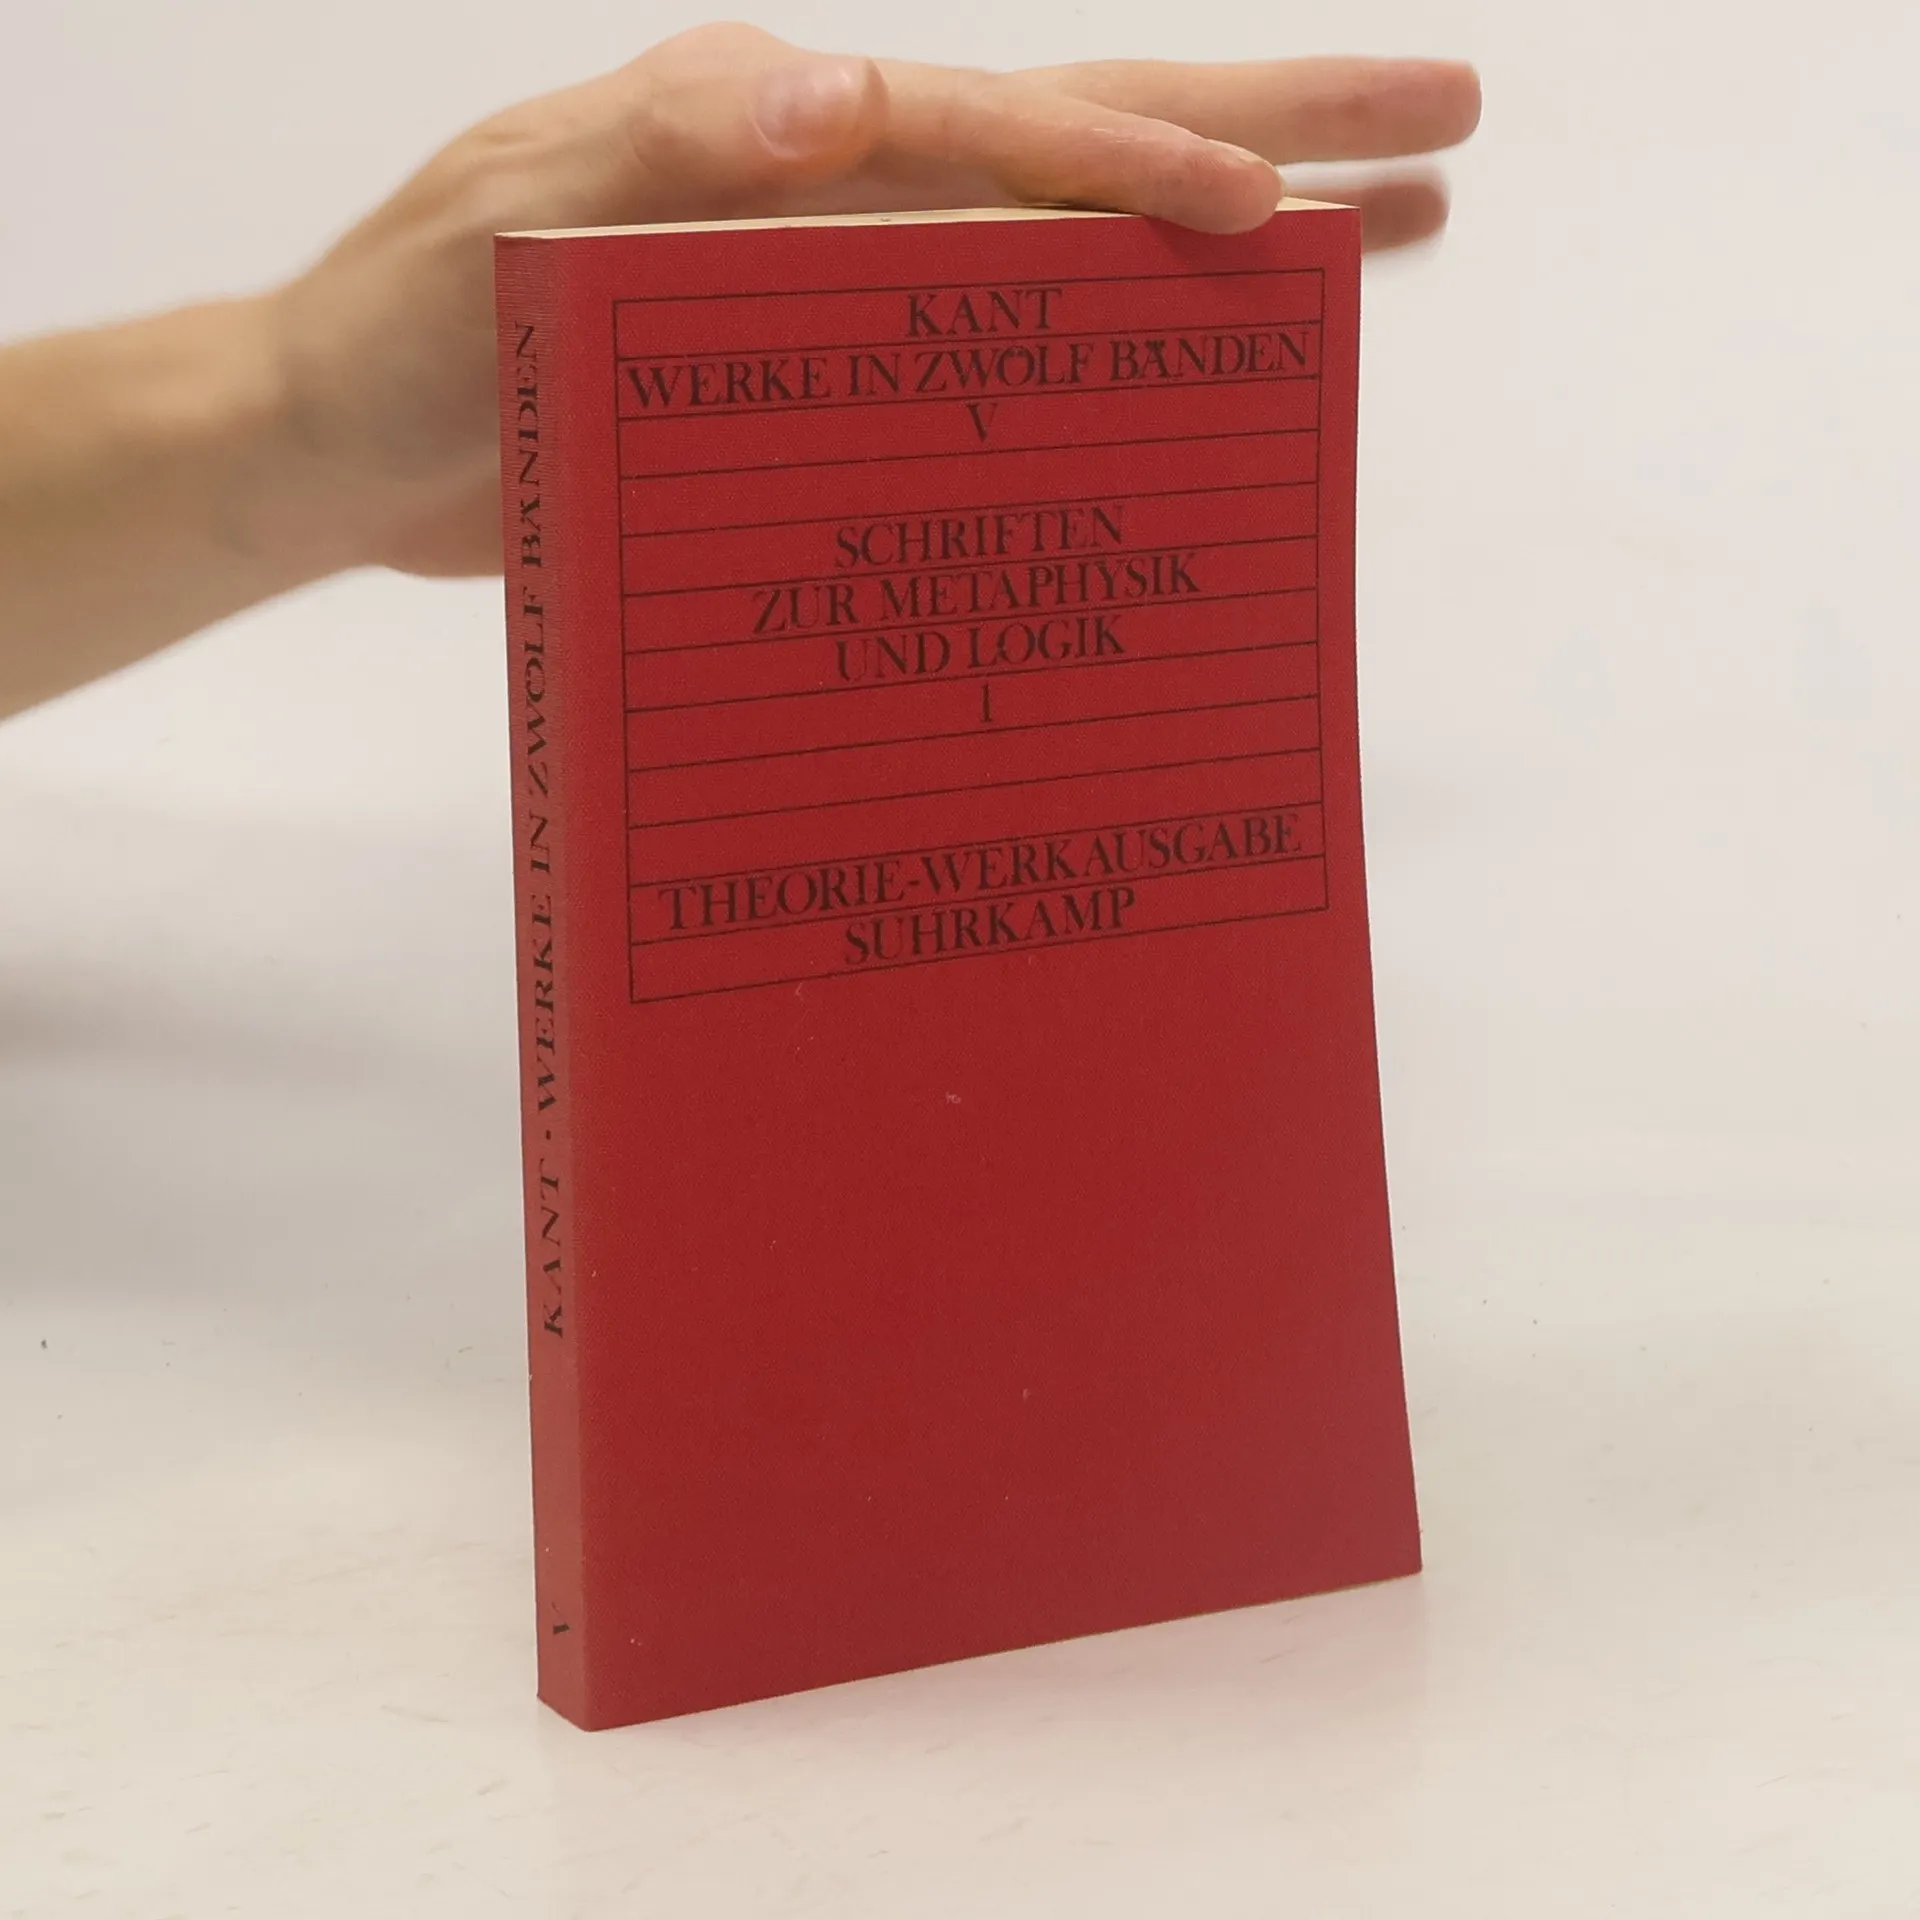 KANT
WERKE IN ZWÖLF BÄNDEN
V
SCHRIFTEN
ZUR METAPHYSIK
UND LOGIK
1
THEORIE-WERKAUSGABE
SUHRKAMP
KANT · WERKE IN ZWÖLF BÄNDEN
V